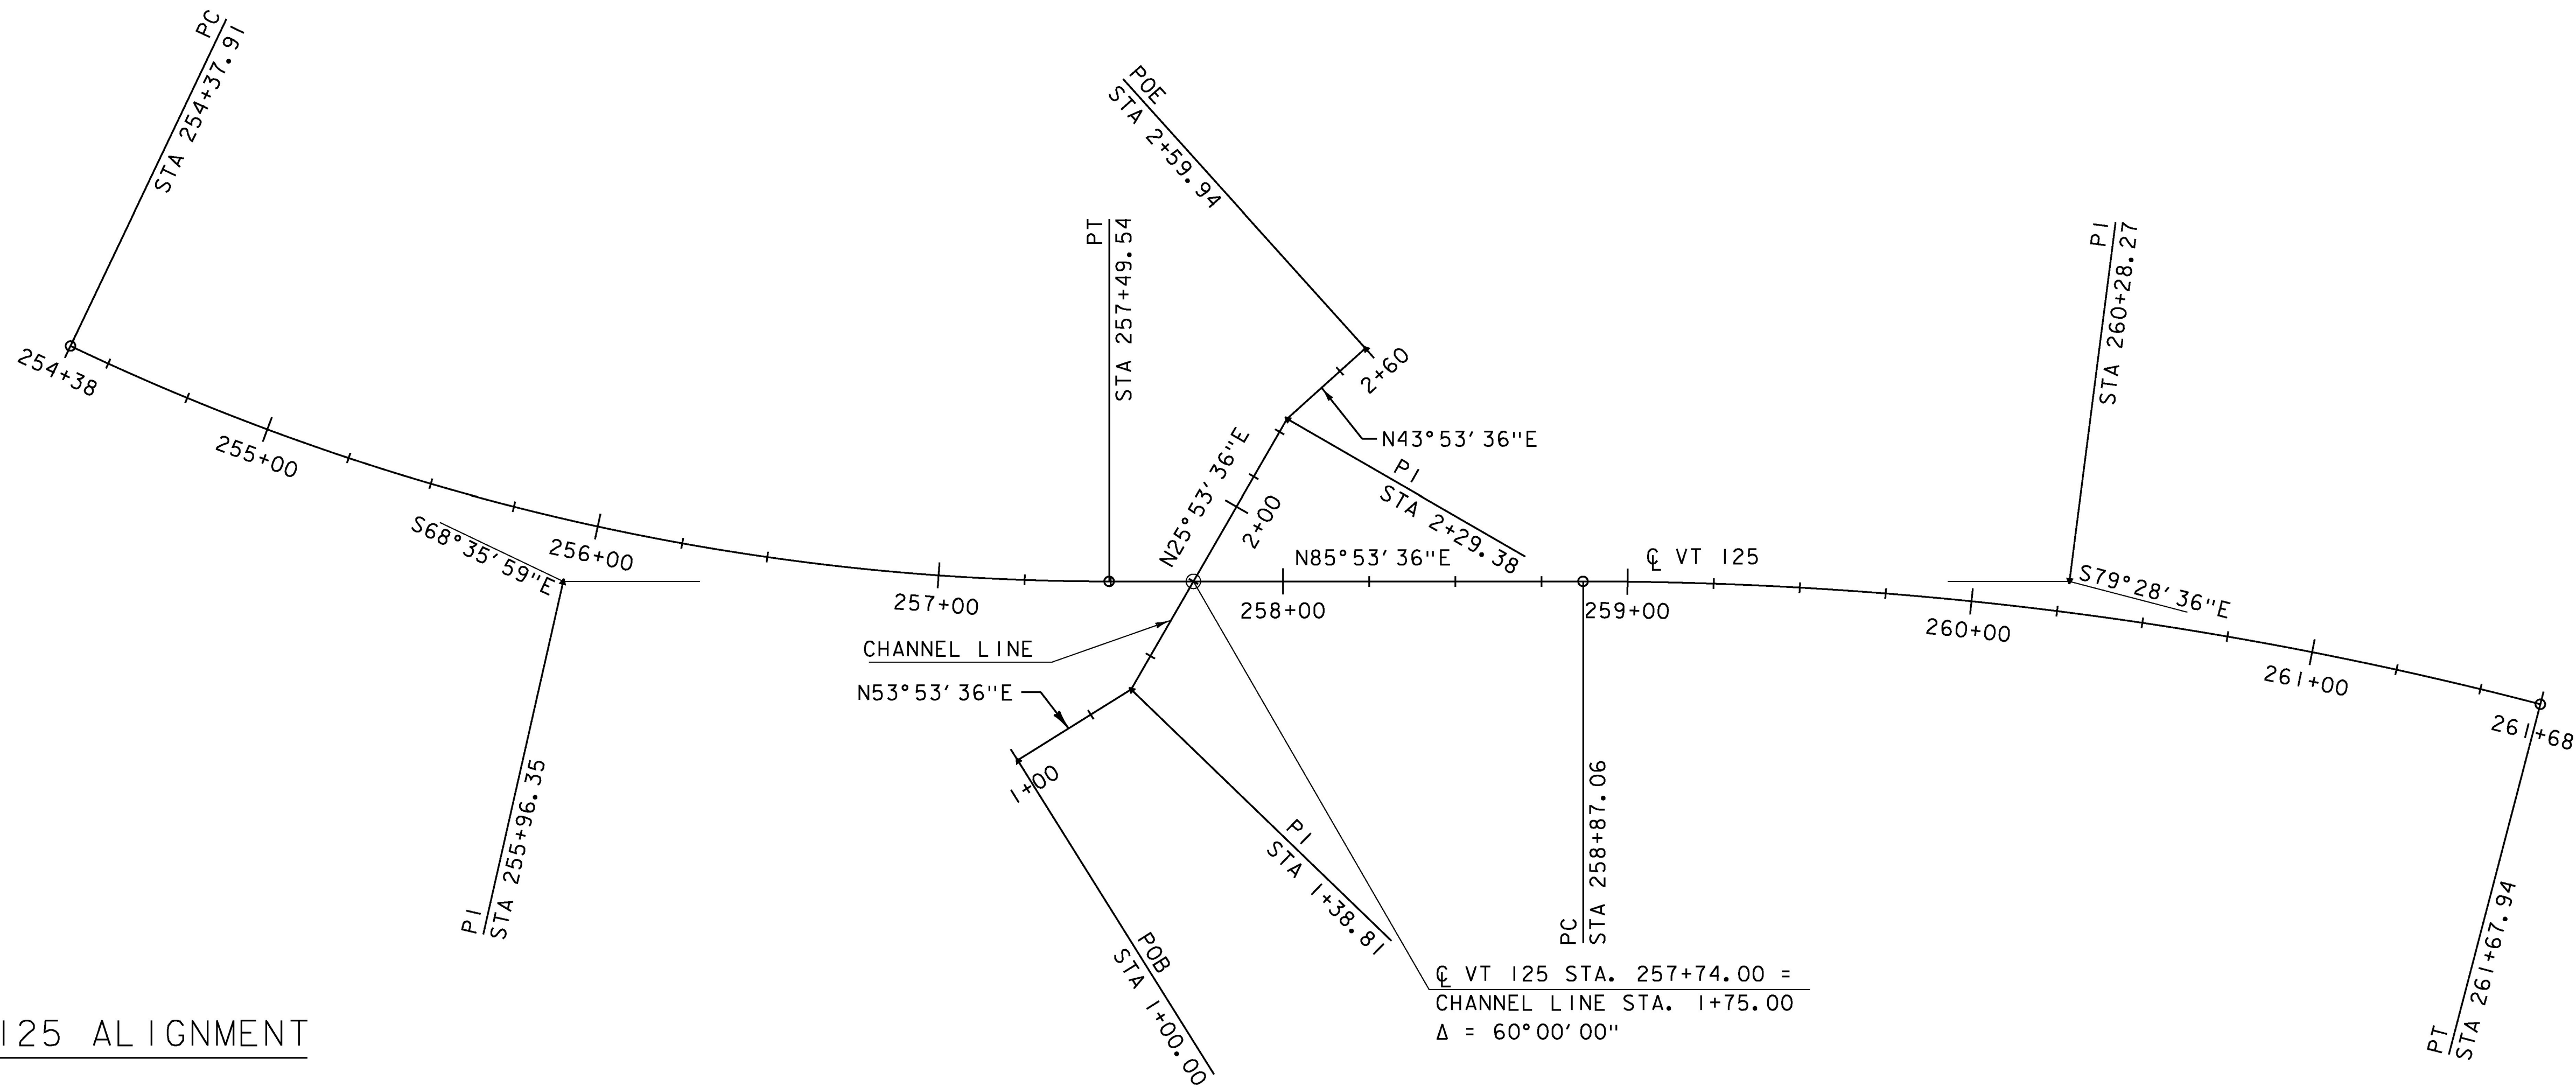 PC
STA 254+37.91
254+38
255+00
S68°35'59"E
256+00
PI
STA 255+96.35
257+00
PT
STA 257+49.54
POE
STA 2+59.94
2+60
N43°53'36"E
N25°53'36"E
2+00
PI
STA 2+29.38
N85°53'36"E
℄ VT 125
258+00
259+00
CHANNEL LINE
N53°53'36"E
1+00
POB
STA 1+00.00
PI
STA 1+38.81
PC
STA 258+87.06
℄ VT 125 STA. 257+74.00 =
CHANNEL LINE STA. 1+75.00
Δ = 60°00'00"
260+00
PI
STA 260+28.27
S79°28'36"E
261+00
261+68
PT
STA 261+67.94
125 ALIGNMENT